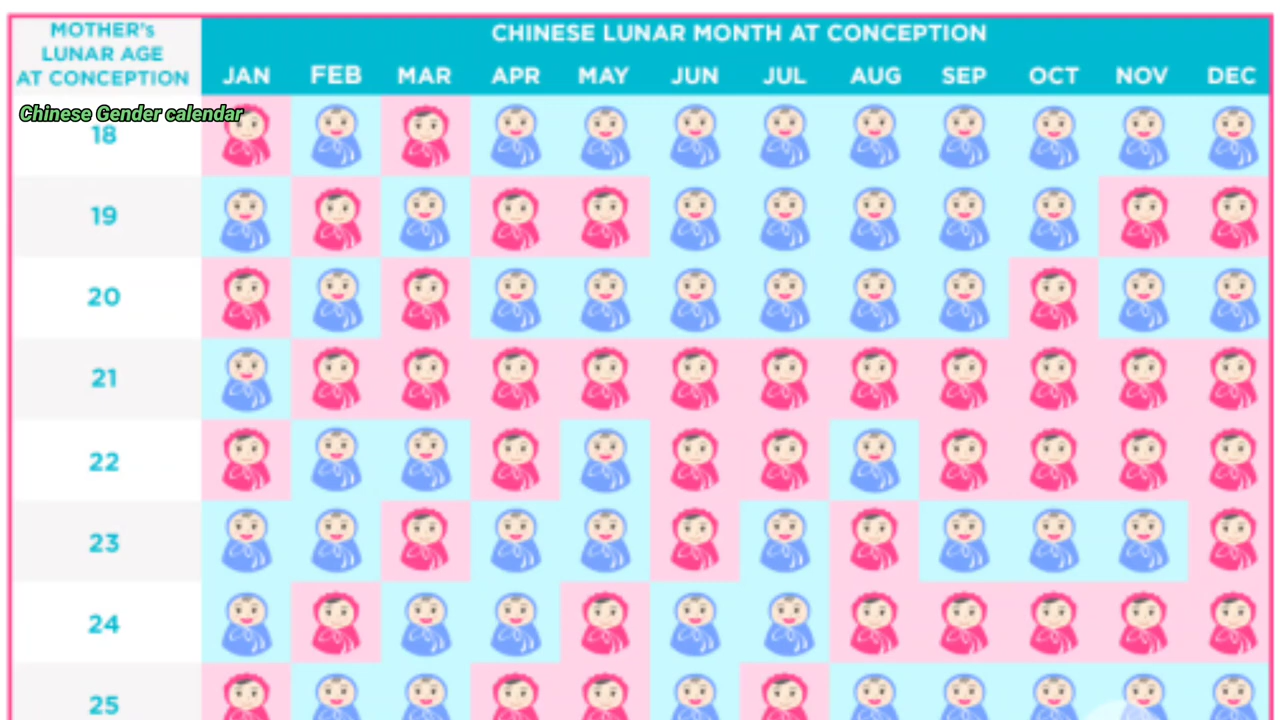 MOTHER's
LUNAR AGE
AT CONCEPTION
CHINESE LUNAR MONTH AT CONCEPTION
JAN FEB MAR APR MAY JUN JUL AUG SEP OCT NOV DEC
Chinese Gender calendar
18
19
20
21
22
23
24
25